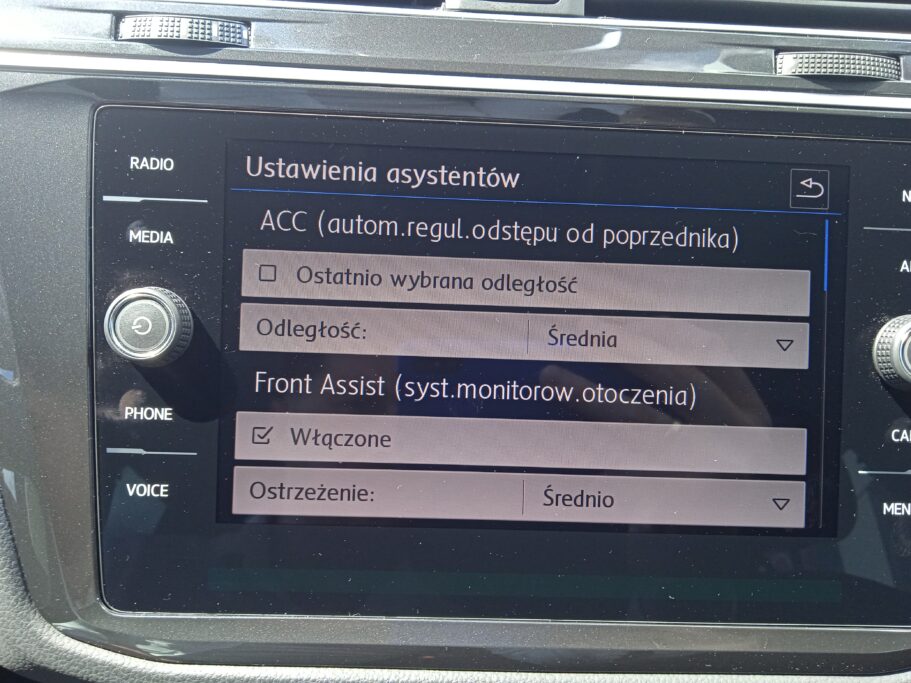 RADIO
MEDIA
PHONE
VOICE
Ustawienia asystentów
ACC (autom.regul.odstępu od poprzednika)
Ostatnio wybrana odległość
Odległość: Średnia
Front Assist (syst.monitorow.otoczenia)
Włączone
Ostrzeżenie: Średnio